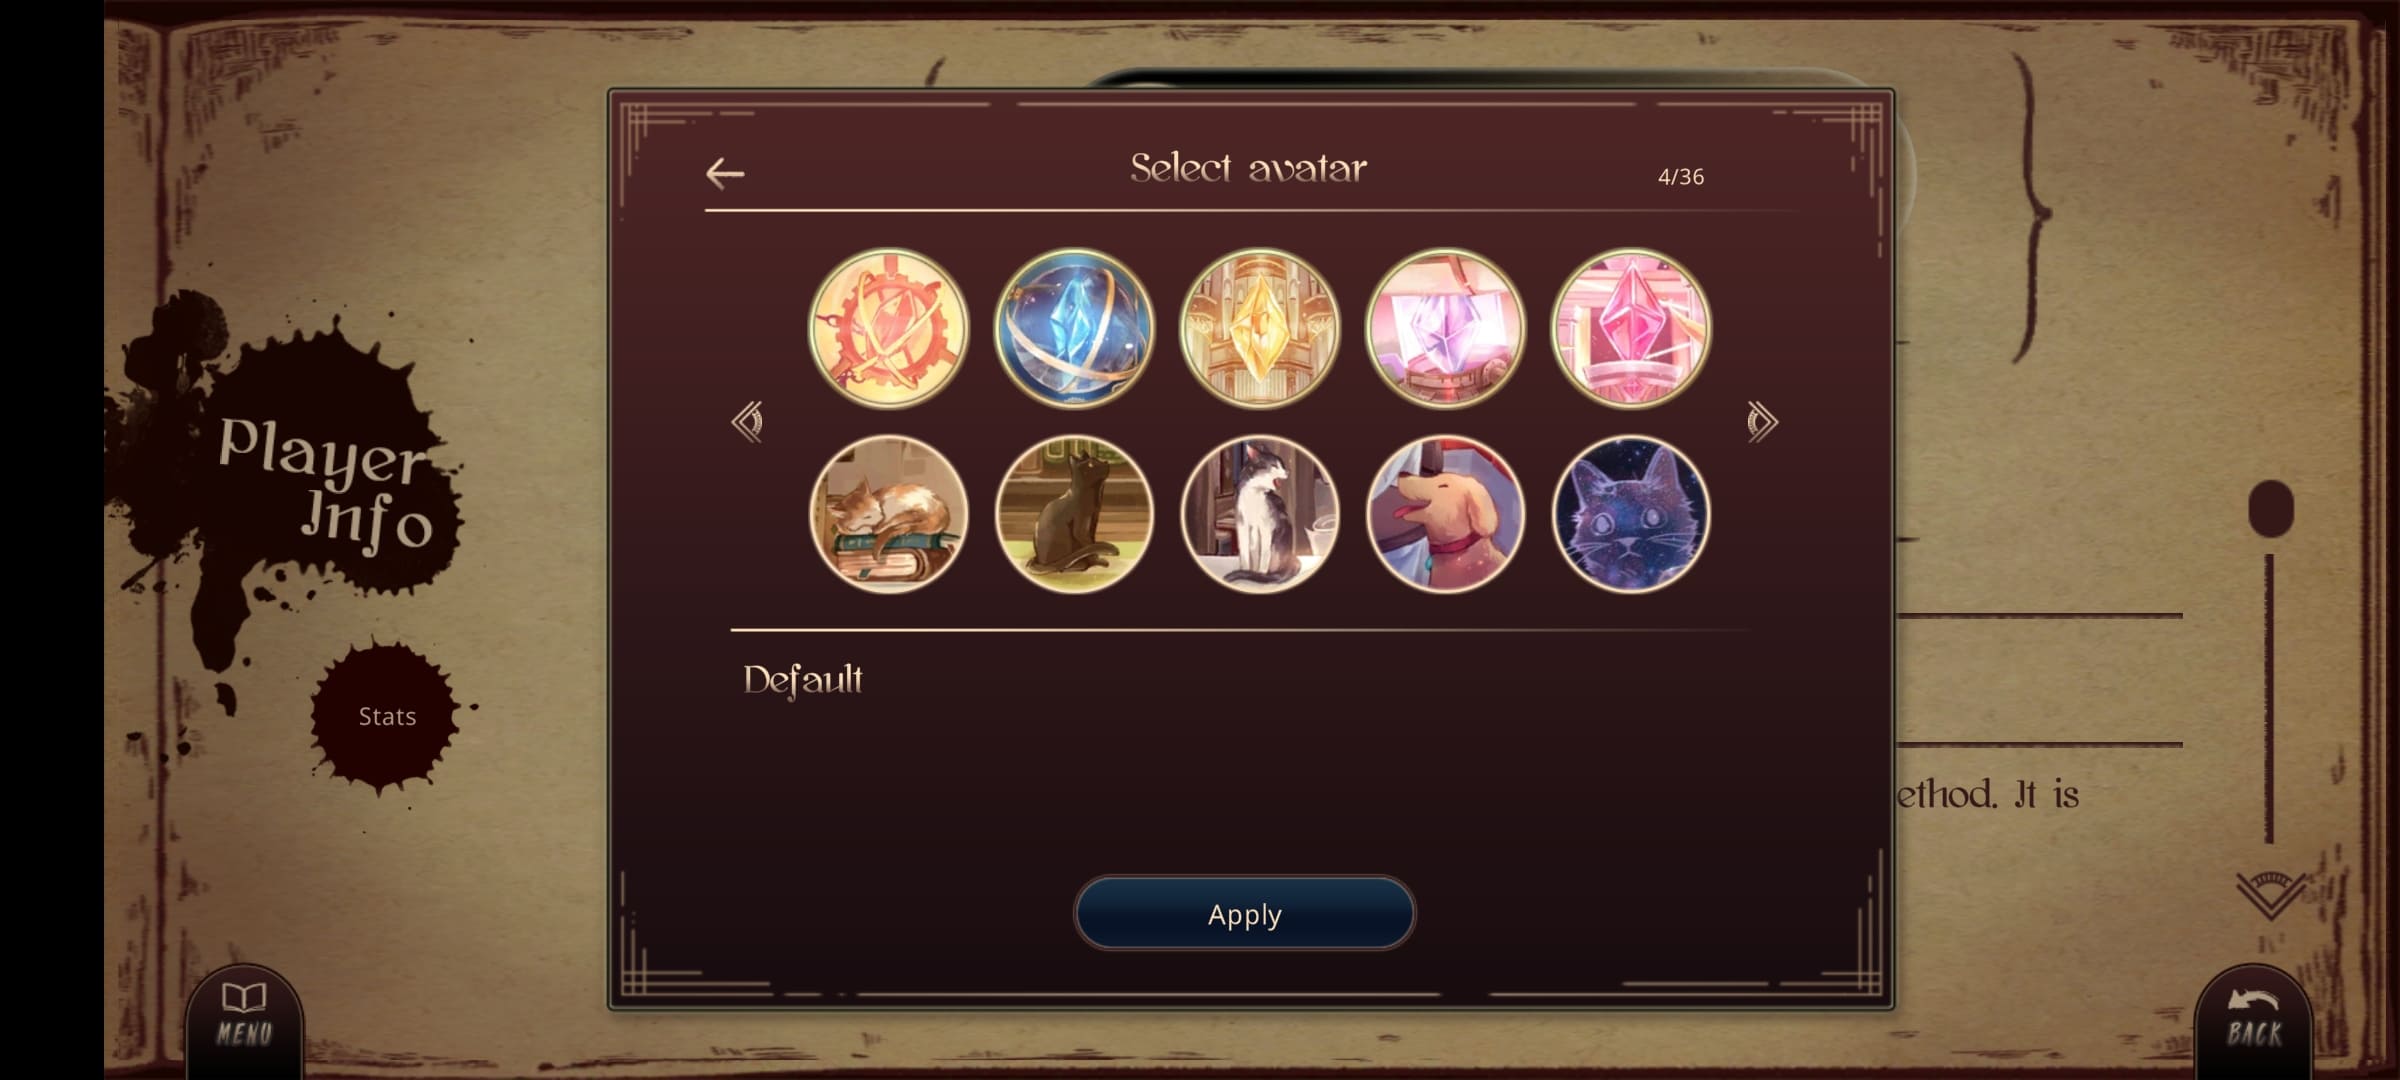 Select avatar
4/36
Player
Info
Stats
Default
ethod. It is
Apply
MENU
BACK